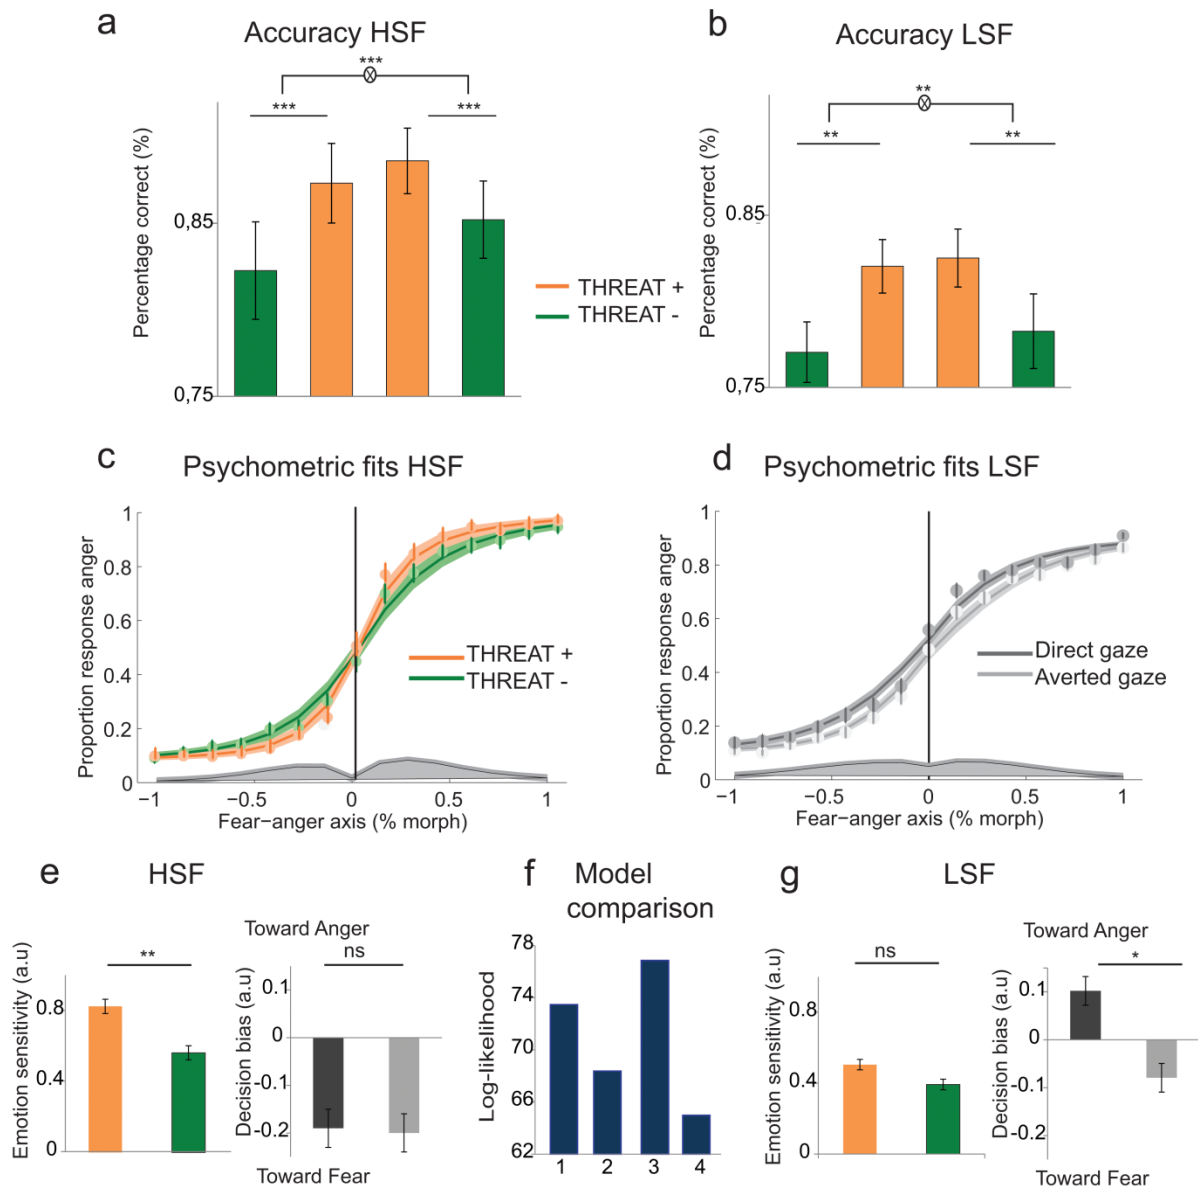 a
Accuracy HSF
***
***
***
Percentage correct (%)
0,85
0,75
THREAT +
THREAT -
b
Accuracy LSF
**
**
**
Percentage correct (%)
0.85
0,75
c
Psychometric fits HSF
Proportion response anger
1
0.8
0.6
0.4
0.2
0
THREAT +
THREAT -
−1
−0.5
0
0.5
1
Fear−anger axis (% morph)
d
Psychometric fits LSF
Proportion response anger
1
0.8
0.6
0.4
0.2
0
Direct gaze
Averted gaze
−1
−0.5
0
0.5
1
Fear−anger axis (% morph)
e
HSF
Emotion sensitivity (a.u)
0.8
0.4
0
**
Toward Anger
ns
Decision bias (a.u)
0.1
0
-0.1
-0.2
Toward Fear
f
Model
comparison
Log-likelihood
78
74
70
66
62
1
2
3
4
g
LSF
Emotion sensitivity (a.u)
0.8
0.4
0
ns
Toward Anger
*
Decision bias (a.u)
0.1
0
-0.1
-0.2
Toward Fear